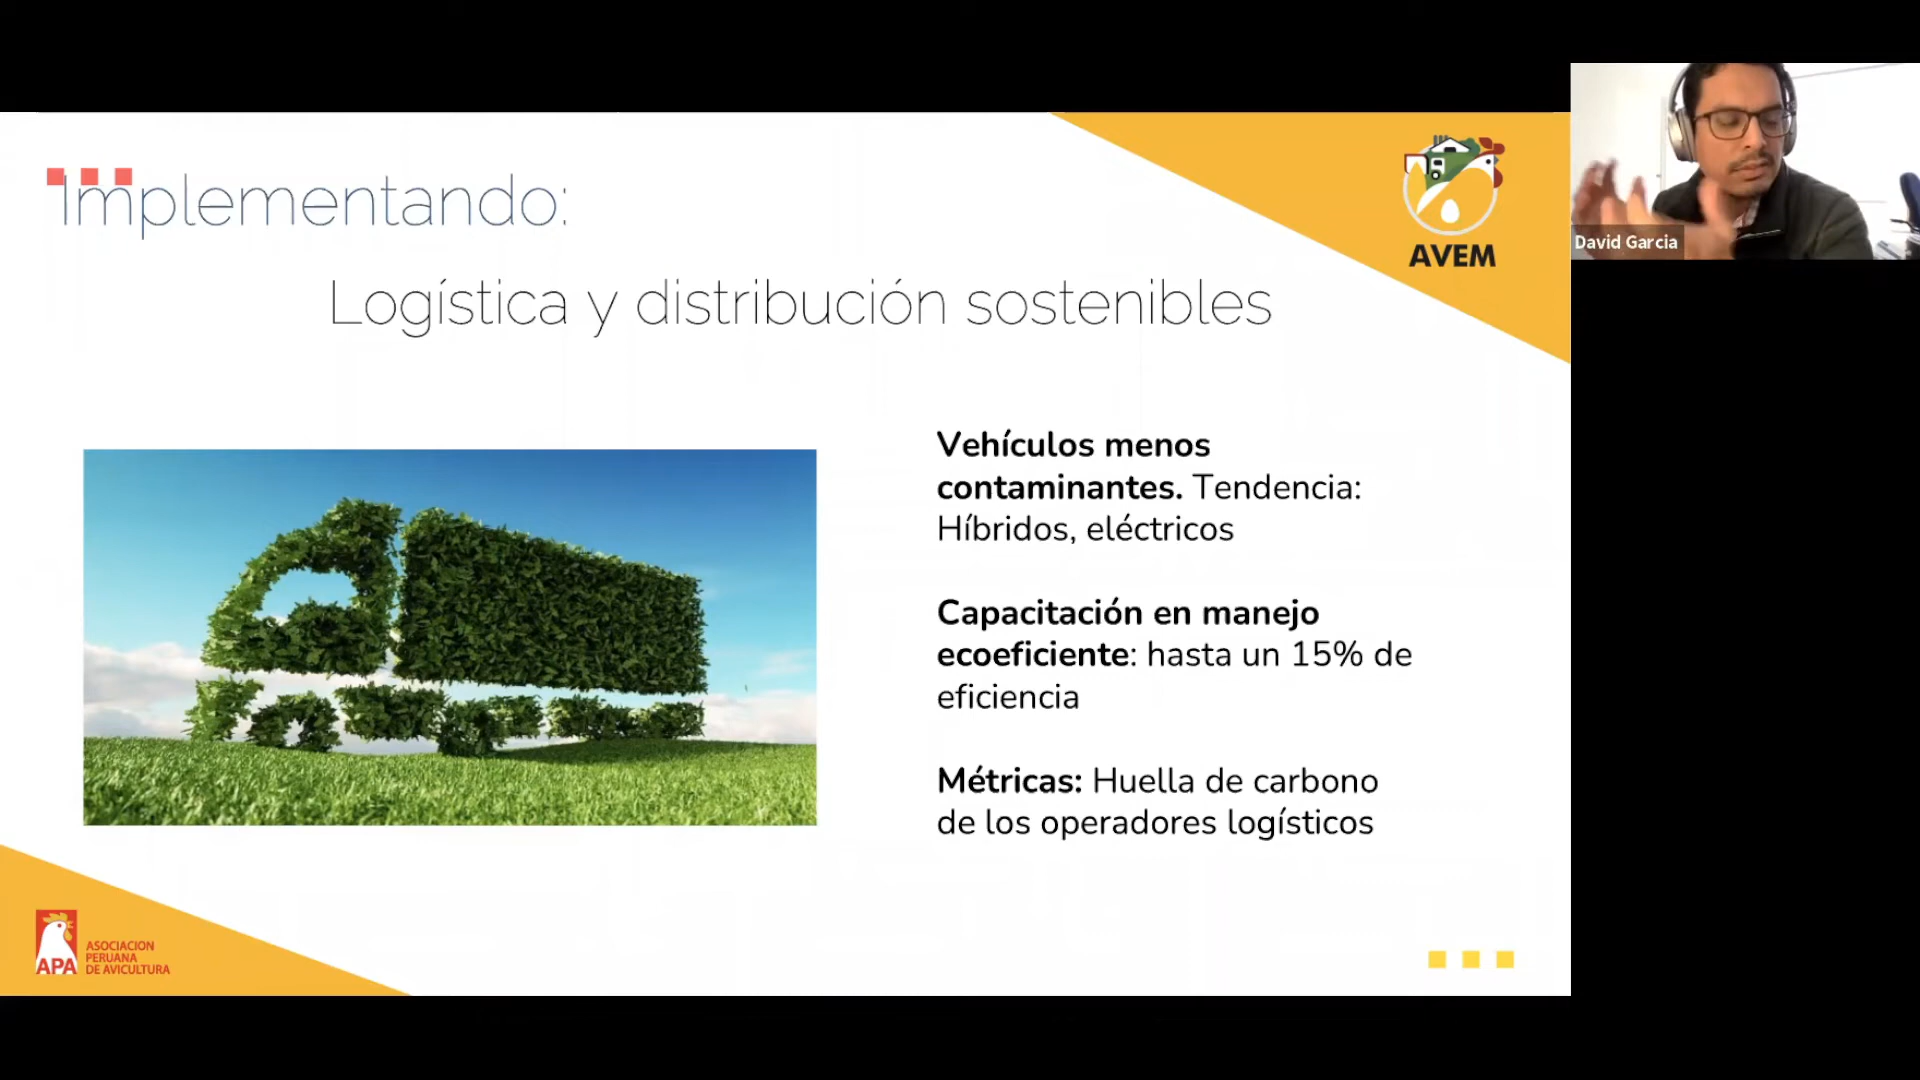 Implementando:
Logística y distribución sostenibles
AVEM
David Garcia
Vehículos menos
contaminantes. Tendencia:
Híbridos, eléctricos
Capacitación en manejo
ecoeficiente: hasta un 15% de
eficiencia
Métricas: Huella de carbono
de los operadores logísticos
APA
ASOCIACION
PERUANA
DE AVICULTURA